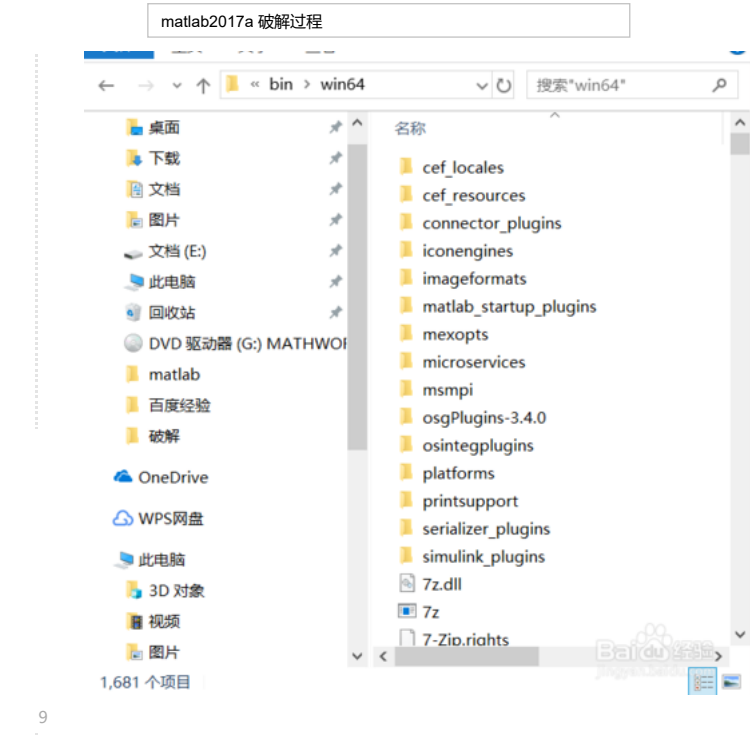 matlab2017a 破解过程
« bin › win64
搜索"win64"
桌面
下载
文档
图片
文档 (E:)
此电脑
回收站
DVD 驱动器 (G:) MATHWOR
matlab
百度经验
破解
OneDrive
WPS网盘
此电脑
3D 对象
视频
图片
名称
cef_locales
cef_resources
connector_plugins
iconengines
imageformats
matlab_startup_plugins
mexopts
microservices
msmpi
osgPlugins-3.4.0
osintegplugins
platforms
printsupport
serializer_plugins
simulink_plugins
7z.dll
7z
7-Zip.rights
Baidu 经验
1,681 个项目
9